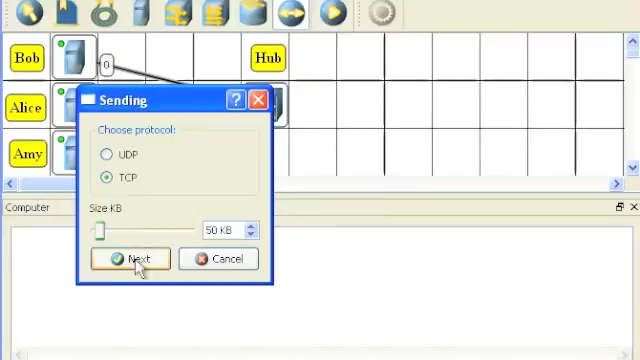 Bob
0
Hub
Alice
Amy
Sending
?
Choose protocol:
UDP
TCP
Size KB
50 KB
Next
Cancel
Computer